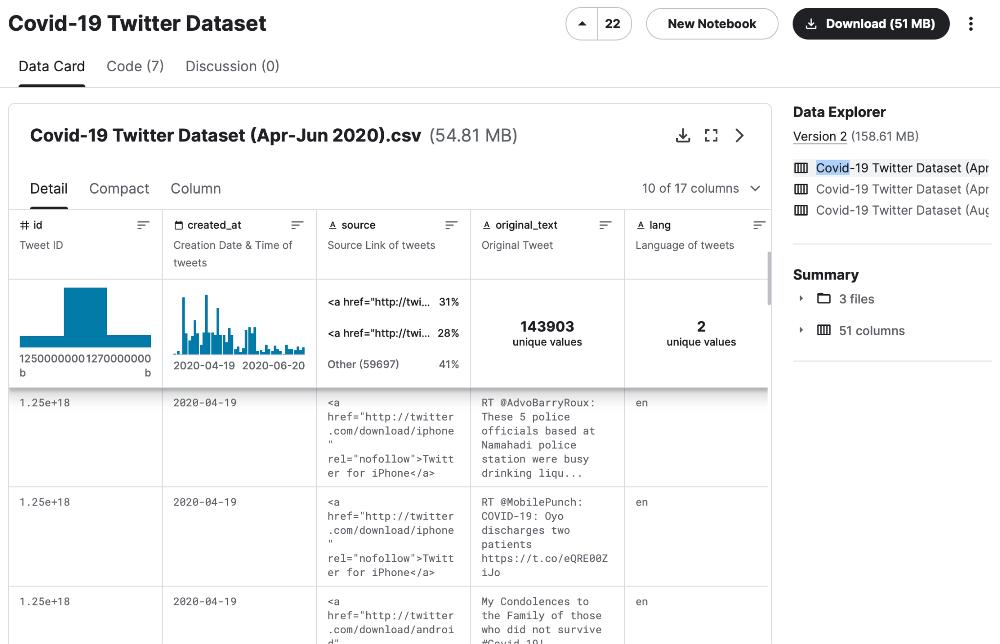 Covid-19 Twitter Dataset
22
New Notebook
Download (51 MB)
Data Card
Code (7)
Discussion (0)
Covid-19 Twitter Dataset (Apr-Jun 2020).csv (54.81 MB)
Detail
Compact
Column
10 of 17 columns
# id
Tweet ID
created_at
Creation Date & Time of
tweets
A source
Source Link of tweets
A original_text
Original Tweet
A lang
Language of tweets
1250000000
b
1270000000
b
2020-04-19
2020-06-20
<a href="http://twi... 31%
<a href="http://twi... 28%
Other (59697) 41%
143903
unique values
2
unique values
1.25e+18
2020-04-19
<a
href="http://twitter
.com/download/iphone
"
rel="nofollow">Twitt
er for iPhone</a>
RT @AdvoBarryRoux:
These 5 police
officials based at
Namahadi police
station were busy
drinking liqu...
en
1.25e+18
2020-04-19
<a
href="http://twitter
.com/download/iphone
"
rel="nofollow">Twitt
er for iPhone</a>
RT @MobilePunch:
COVID-19: Oyo
discharges two
patients
https://t.co/eQRE00Z
iJo
en
1.25e+18
2020-04-19
<a
href="http://twitter
.com/download/androi
d"
My Condolences to
the Family of those
who did not survive
#Covid_19!
en
Data Explorer
Version 2 (158.61 MB)
Covid-19 Twitter Dataset (Apr
Covid-19 Twitter Dataset (Apr
Covid-19 Twitter Dataset (Aug
Summary
3 files
51 columns